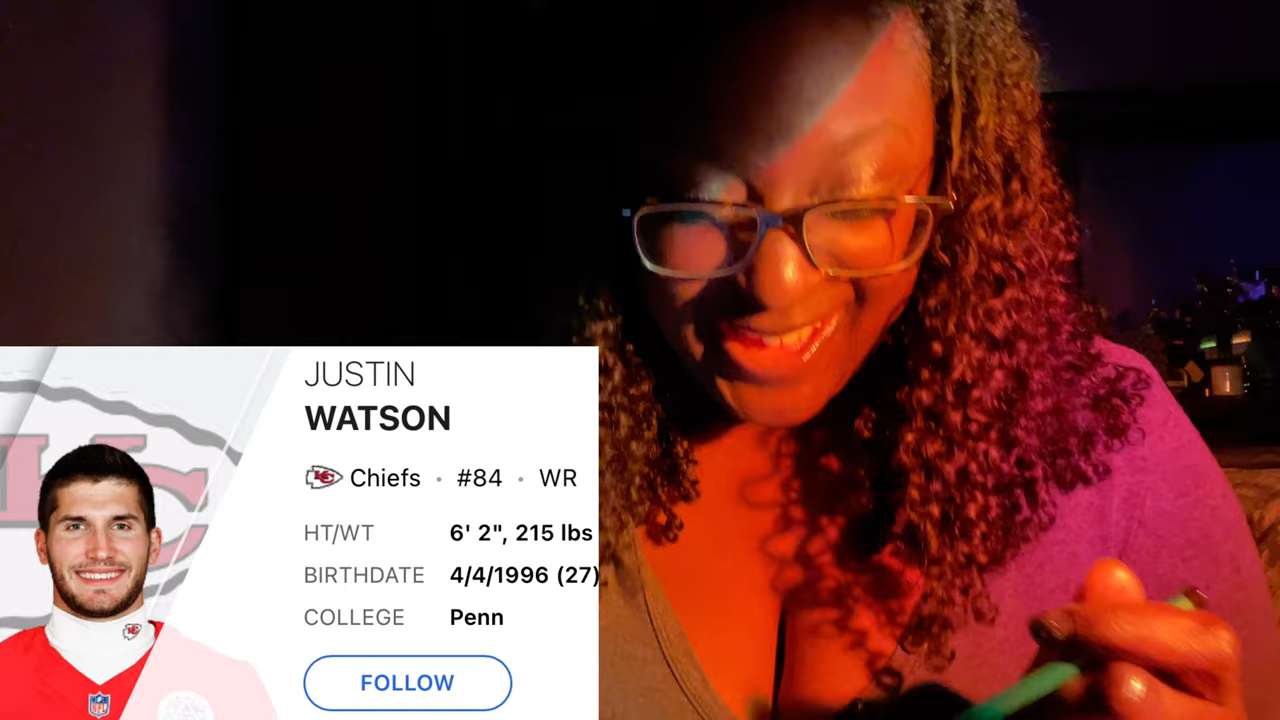 JUSTIN
WATSON
Chiefs • #84 • WR
HT/WT 6' 2", 215 lbs
BIRTHDATE 4/4/1996 (27)
COLLEGE Penn
FOLLOW